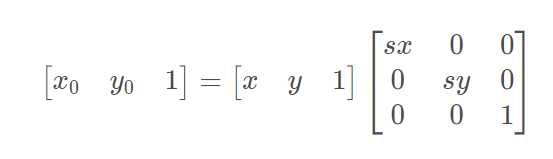 [x₀ y₀ 1] = [x y 1] [sx 0 0
0 sy 0
0 0 1]